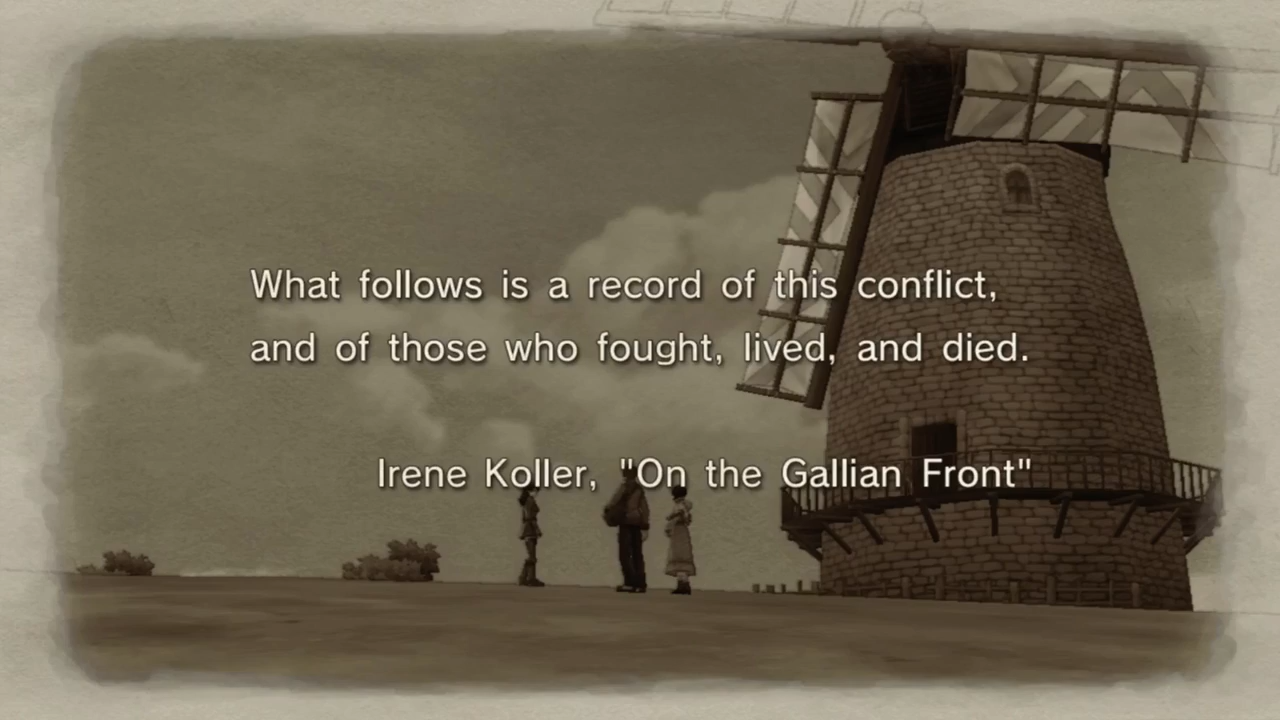 What follows is a record of this conflict,
and of those who fought, lived, and died.
Irene Koller, "On the Gallian Front"